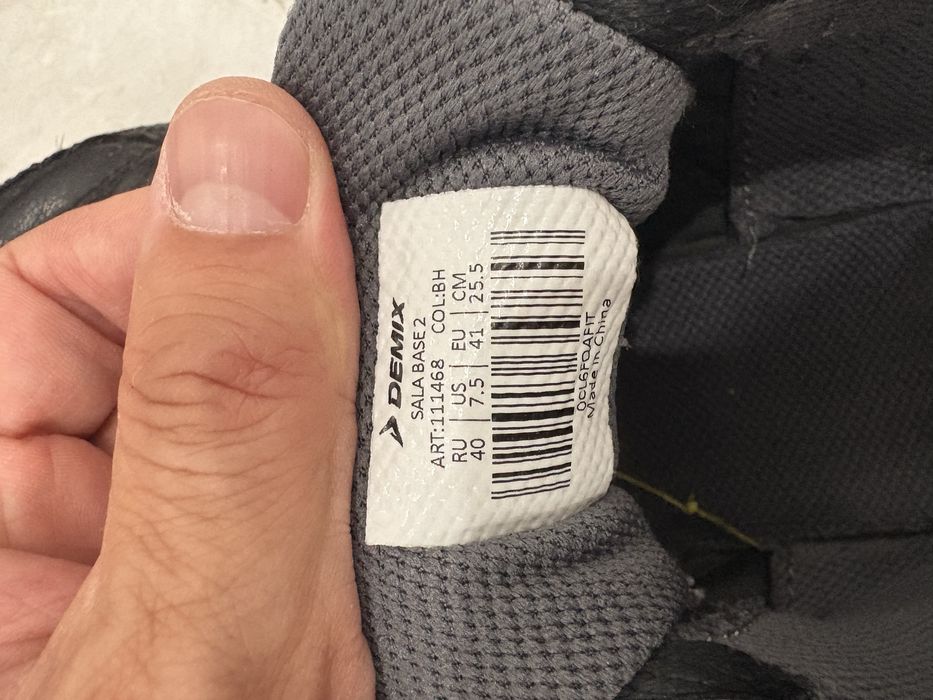 DEMIX
SALA BASE 2
ART:111468 COL:BH
RU | US | EU | CM
40 | 7.5 | 41 | 25.5
OCL6FQAFIT
Made in China